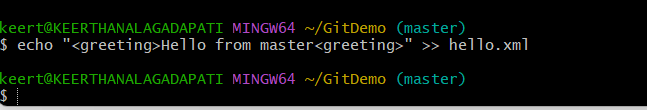 keert@KEERTHANALAGADAPATI MINGW64 ~/GitDemo (master)
$ echo "<greeting>Hello from master<greeting>" >> hello.xml
keert@KEERTHANALAGADAPATI MINGW64 ~/GitDemo (master)
$